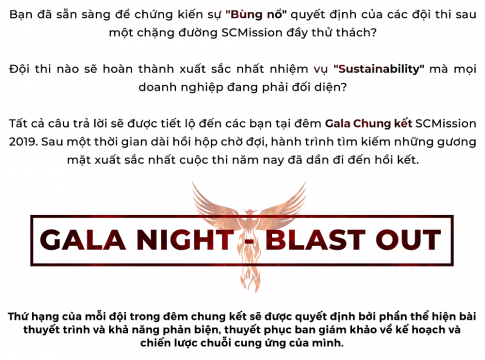 Bạn đã sẵn sàng để chứng kiến sự "Bùng nổ" quyết định của các đội thi sau
một chặng đường SCMission đầy thử thách?
Đội thi nào sẽ hoàn thành xuất sắc nhất nhiệm vụ "Sustainability" mà mọi
doanh nghiệp đang phải đối diện?
Tất cả câu trả lời sẽ được tiết lộ đến các bạn tại đêm Gala Chung kết SCMission
2019. Sau một thời gian dài hồi hộp chờ đợi, hành trình tìm kiếm những gương
mặt xuất sắc nhất cuộc thi năm nay đã dần đi đến hồi kết.
GALA NIGHT - BLAST OUT
Thứ hạng của mỗi đội trong đêm chung kết sẽ được quyết định bởi phần thể hiện bài
thuyết trình và khả năng phản biện, thuyết phục ban giám khảo về kế hoạch và
chiến lược chuỗi cung ứng của mình.